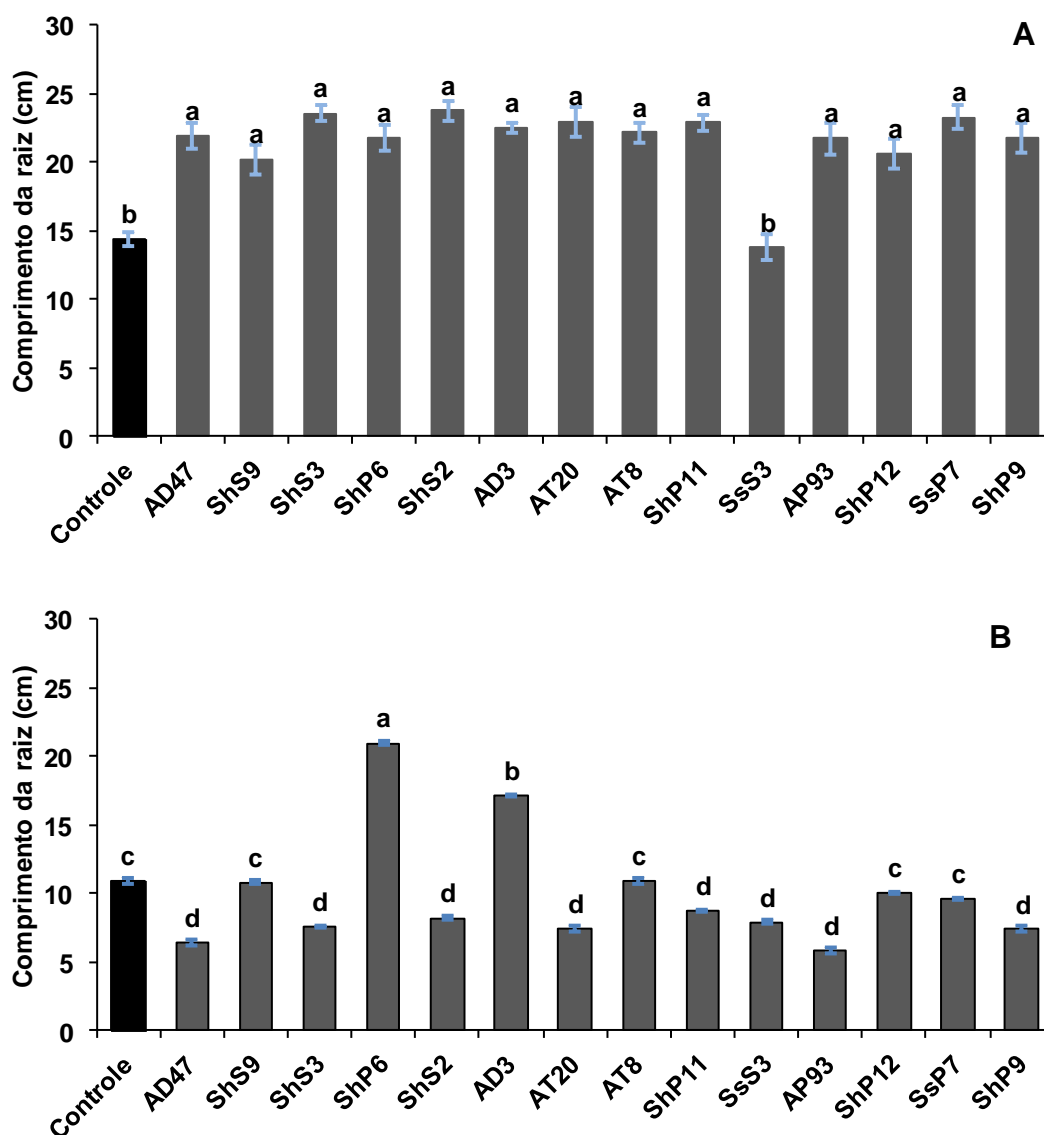 30
A
25
20
15
10
5
0
Comprimento da raiz (cm)
b
a
a
a
a
a
a
a
a
a
b
a
a
a
a
Controle
AD47
ShS9
ShS3
ShP6
ShS2
AD3
AT20
AT8
ShP11
SsS3
AP93
ShP12
SsP7
ShP9
30
B
25
20
15
10
5
0
Comprimento da raiz (cm)
c
d
c
d
a
d
b
d
c
d
d
d
c
c
d
Controle
AD47
ShS9
ShS3
ShP6
ShS2
AD3
AT20
AT8
ShP11
SsS3
AP93
ShP12
SsP7
ShP9